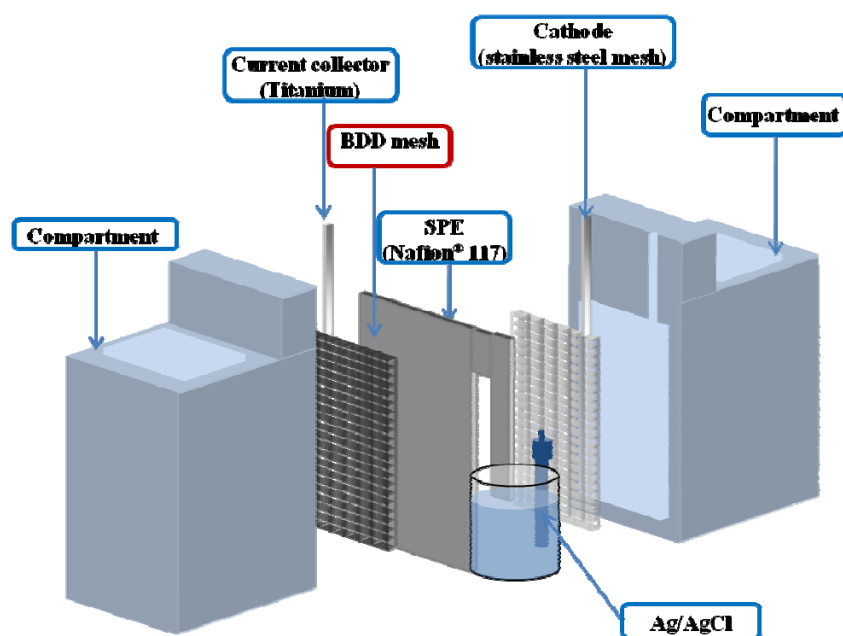 Cathode
(stainless steel mesh)
Current collector
(Titanium)
Compartment
BDD mesh
SPE
(Nafion® 117)
Compartment
Ag/AgCl